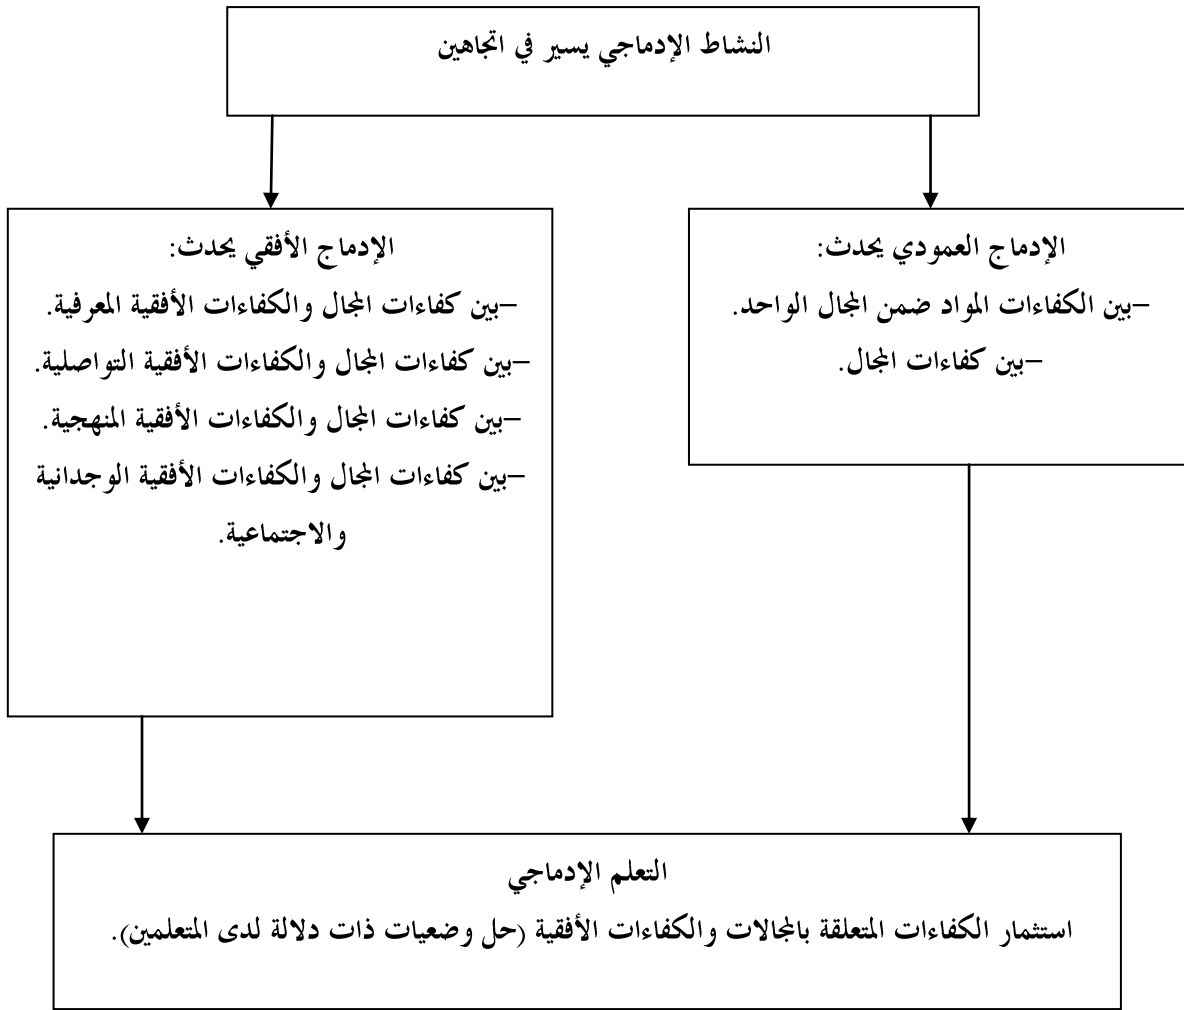 النشاط الإدماجي يسير في اتجاهين
الإدماج العمودي يحدث:
–بين الكفاءات المواد ضمن المجال الواحد.
–بين كفاءات المجال.
الإدماج الأفقي يحدث:
–بين كفاءات المجال والكفاءات الأفقية المعرفية.
–بين كفاءات المجال والكفاءات الأفقية التواصلية.
–بين كفاءات المجال والكفاءات الأفقية المنهجية.
–بين كفاءات المجال والكفاءات الأفقية الوجدانية
والاجتماعية.
التعلم الإدماجي
استثمار الكفاءات المتعلقة بالمجالات والكفاءات الأفقية (حل وضعيات ذات دلالة لدى المتعلمين).